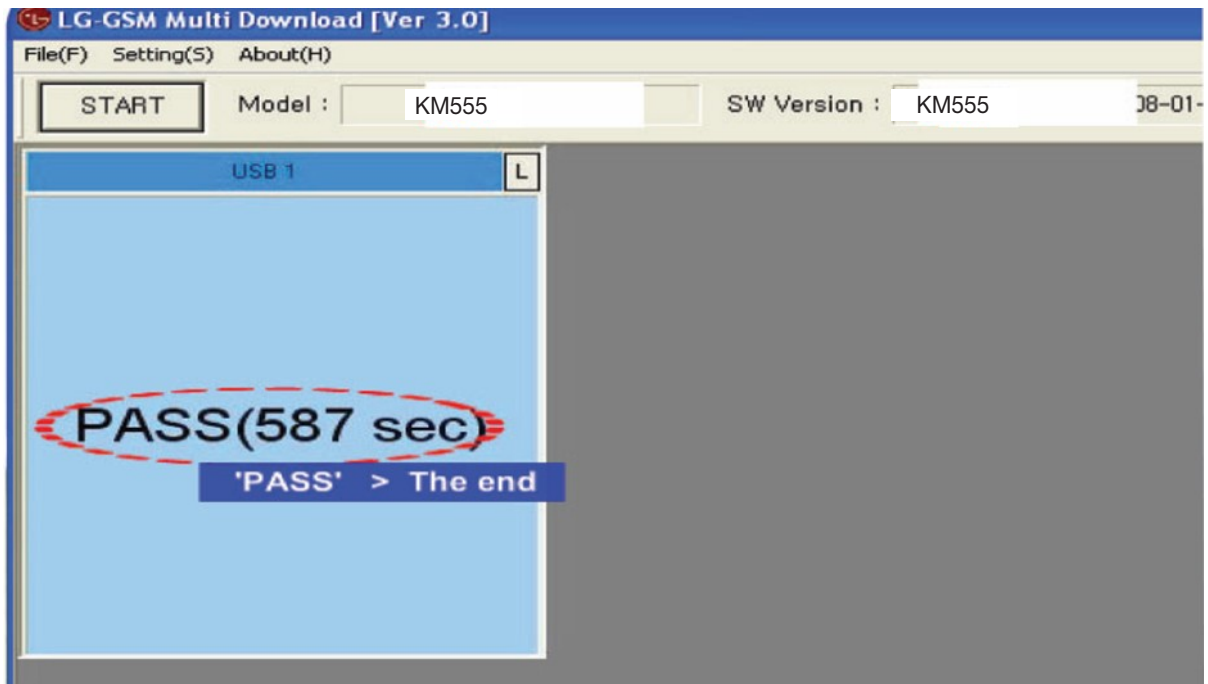 LG-GSM Multi Download [Ver 3.0]
File(F) Setting(S) About(H)
START Model : KM555 SW Version : KM555 08-01-
USB 1 L
PASS(587 sec)
'PASS' > The end